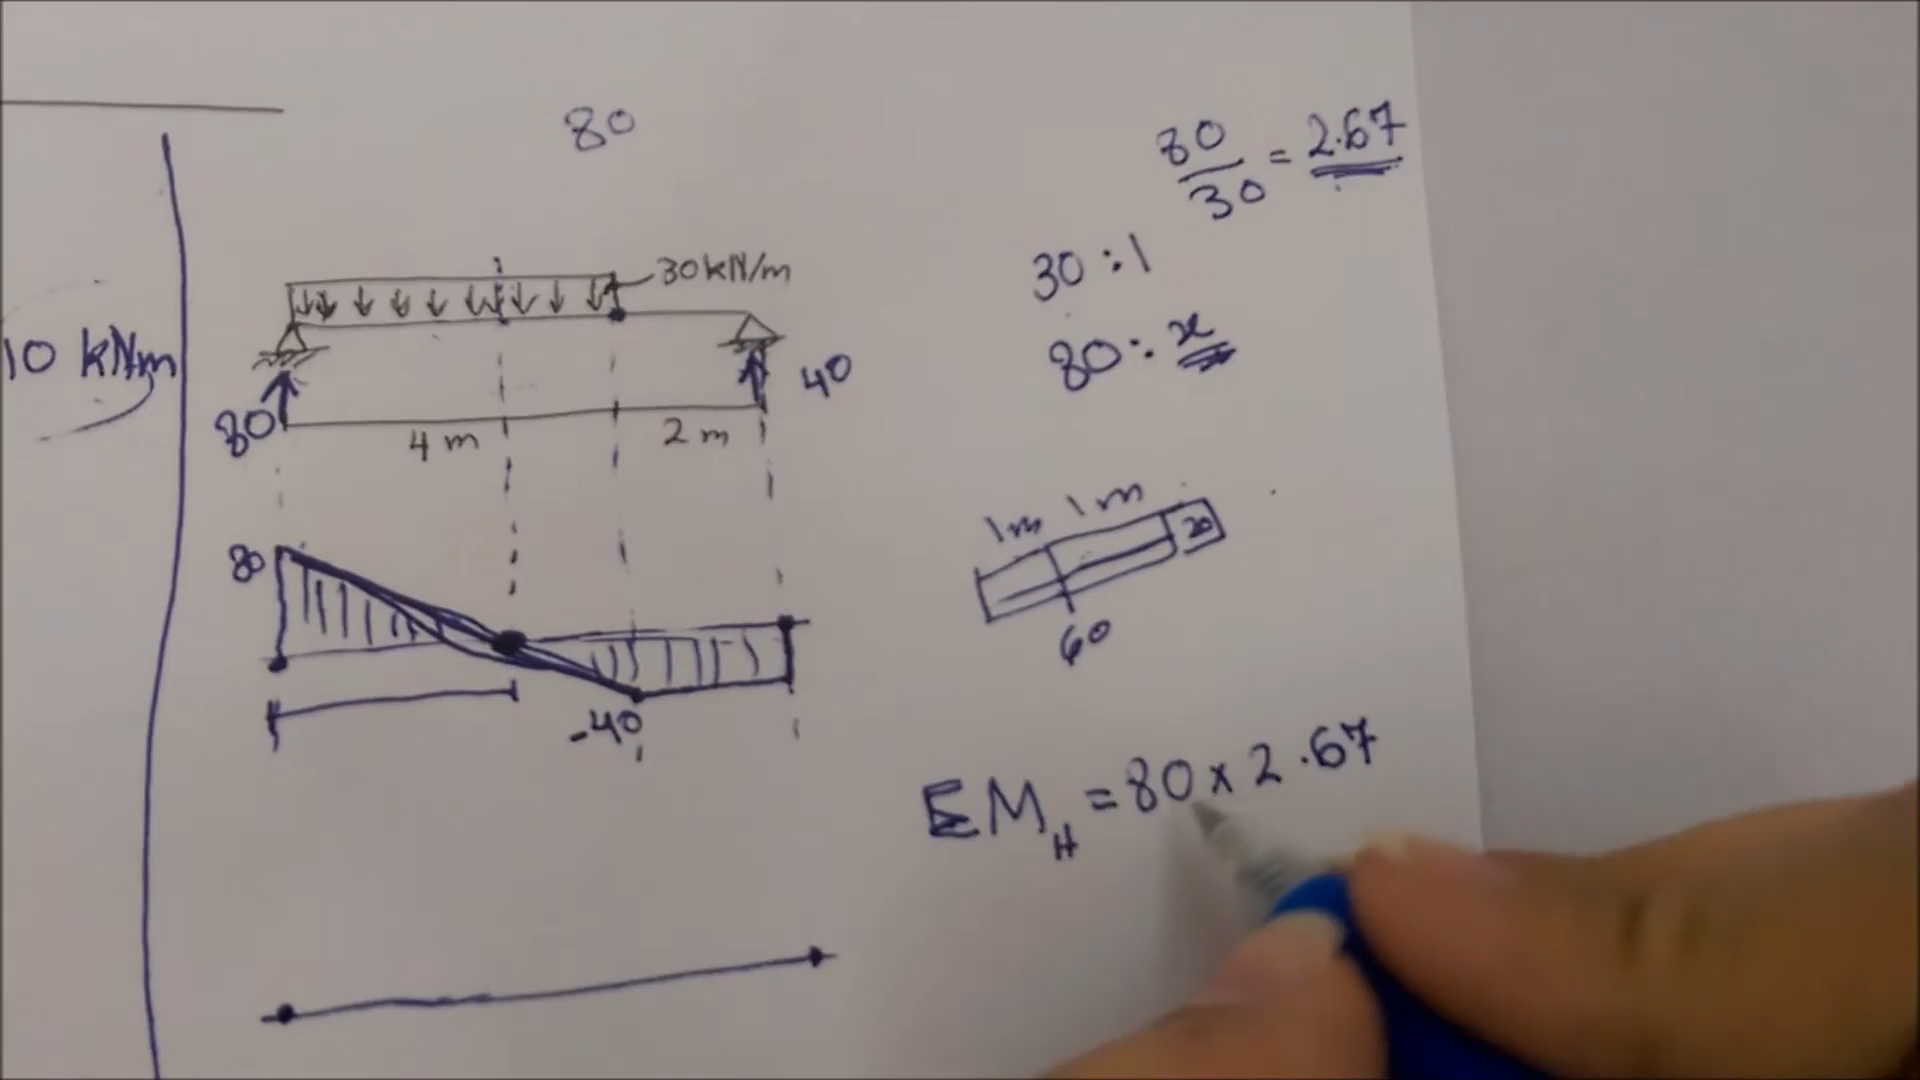 80
80/30 = 2.67
30 : 1
80 : x
30kN/m
10 kNm
80
40
4 m
2 m
1m 1m
20
60
80
-40
ΣM_H = 80 x 2.67